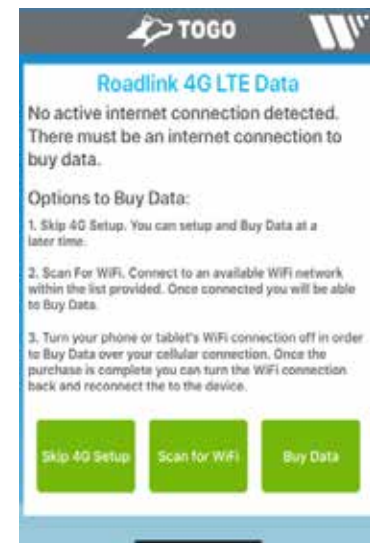 TOGO
W
Roadlink 4G LTE Data
No active internet connection detected.
There must be an internet connection to
buy data.
Options to Buy Data:
1. Skip 4G Setup. You can setup and Buy Data at a
later time.
2. Scan For WiFi. Connect to an available WiFi network
within the list provided. Once connected you will be able
to Buy Data.
3. Turn your phone or tablet's WiFi connection off in order
to Buy Data over your cellular connection. Once the
purchase is complete you can turn the WiFi connection
back and reconnect the to the device.
Skip 4G Setup Scan for WiFi Buy Data